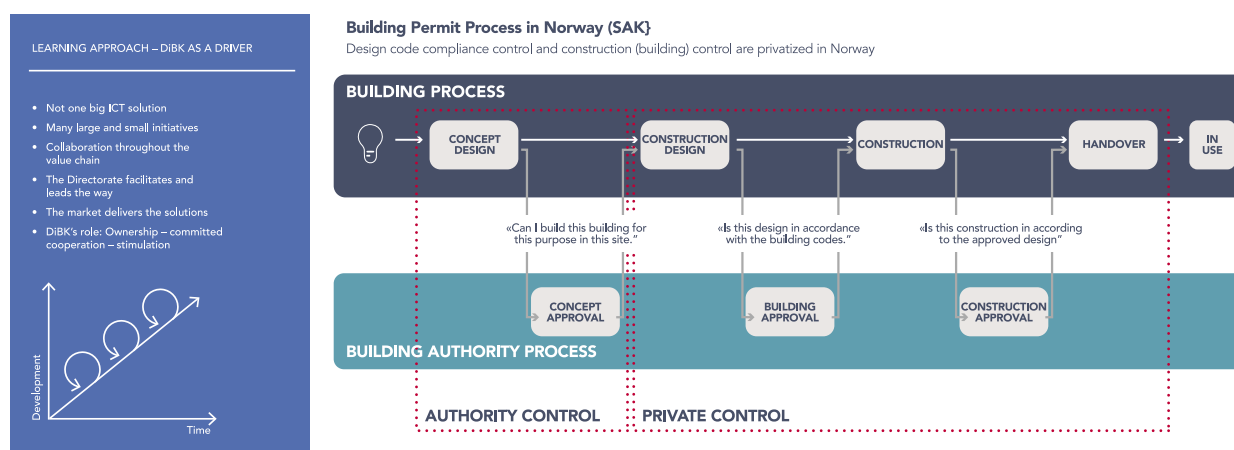 LEARNING APPROACH – DiBK AS A DRIVER
• Not one big ICT solution
• Many large and small initiatives
• Collaboration throughout the
value chain
• The Directorate facilitates and
leads the way
• The market delivers the solutions
• DiBK's role: Ownership – committed
cooperation – stimulation
Development
Time
Building Permit Process in Norway (SAK}
Design code compliance control and construction (building) control are privatized in Norway
BUILDING PROCESS
CONCEPT
DESIGN
CONSTRUCTION
DESIGN
CONSTRUCTION
HANDOVER
IN
USE
«Can I build this building for
this purpose in this site.”
«Is this design in accordance
with the building codes.”
«Is this construction in according
to the approved design”
CONCEPT
APPROVAL
BUILDING
APPROVAL
CONSTRUCTION
APPROVAL
BUILDING AUTHORITY PROCESS
AUTHORITY CONTROL
PRIVATE CONTROL